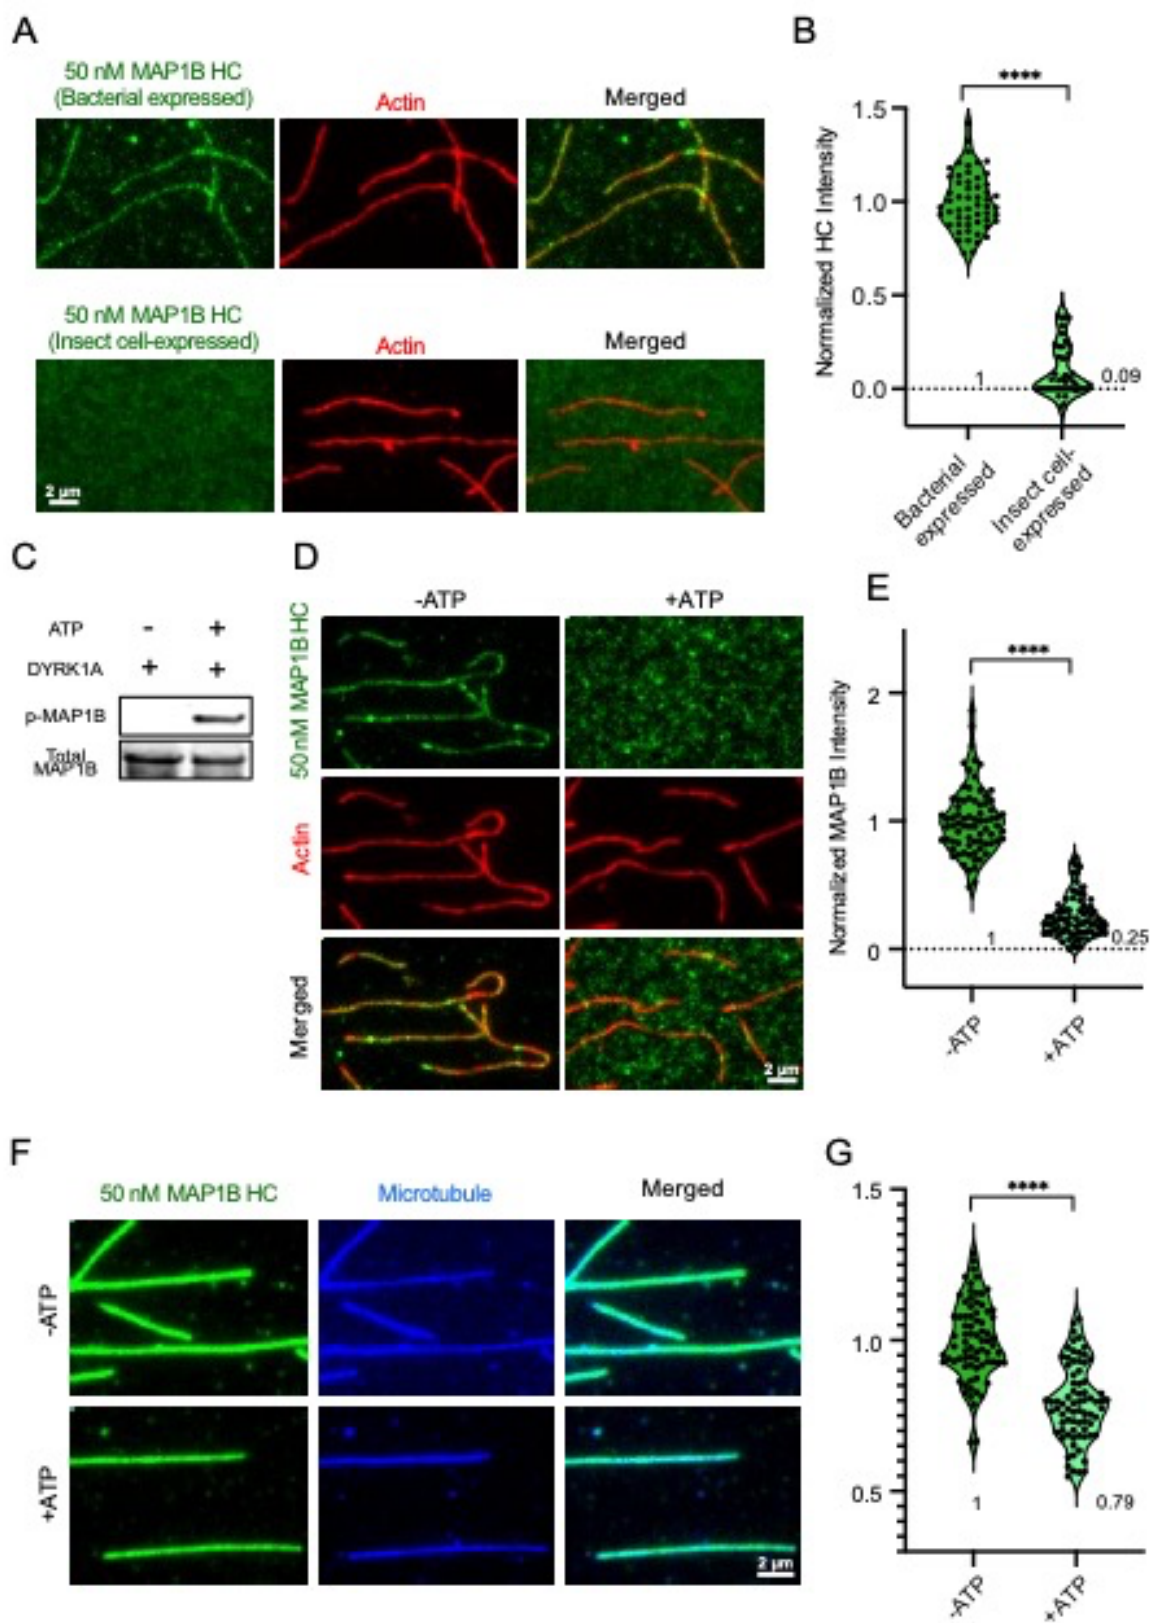 A
50 nM MAP1B HC
(Bacterial expressed)
Actin
Merged
50 nM MAP1B HC
(Insect cell-expressed)
Actin
Merged
2 μm
B
****
Normalized HC Intensity
1.5
1.0
0.5
0.0
1
0.09
Bacterial
expressed
Insect cell-
expressed
C
ATP - +
DYRK1A + +
p-MAP1B
Total
MAP1B
D
-ATP
+ATP
50 nM MAP1B HC
Actin
Merged
2 μm
E
****
Normalized MAP1B Intensity
2
1
0
1
0.25
-ATP
+ATP
F
50 nM MAP1B HC
Microtubule
Merged
-ATP
+ATP
2 μm
G
****
1.5
1.0
0.5
1
0.79
-ATP
+ATP